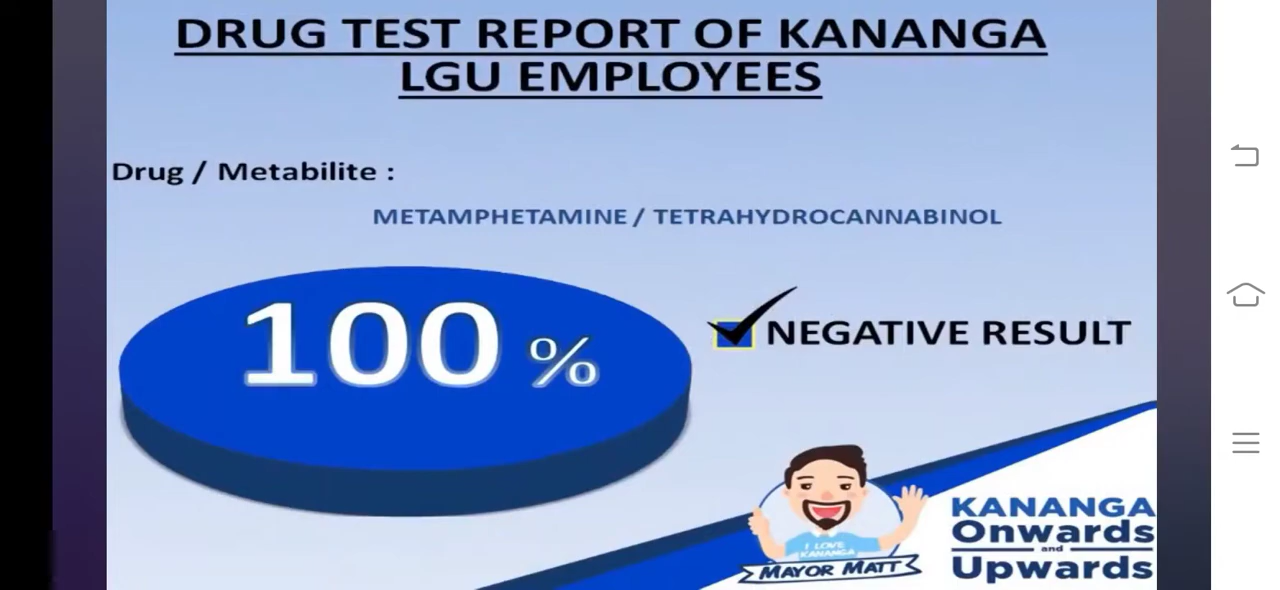 DRUG TEST REPORT OF KANANGA
LGU EMPLOYEES
Drug / Metabilite :
METAMPHETAMINE / TETRAHYDROCANNABINOL
100 %
NEGATIVE RESULT
I LOVE
KANANGA
MAYOR MATT
KANANGA
Onwards
and
Upwards